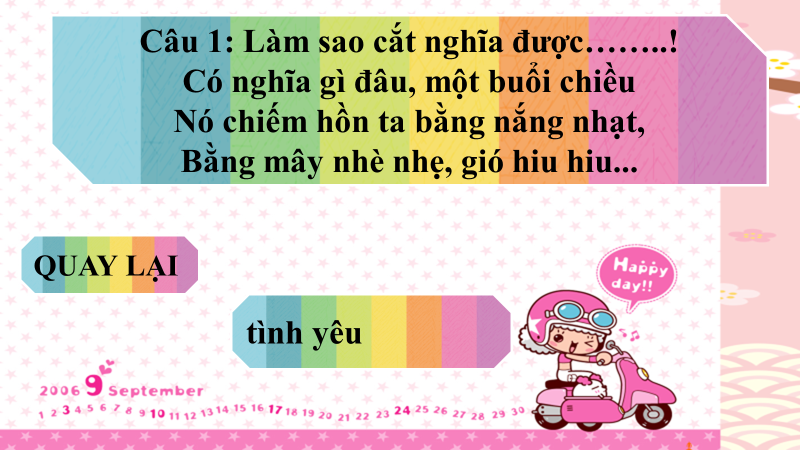 Câu 1: Làm sao cắt nghĩa được……..!
Có nghĩa gì đâu, một buổi chiều
Nó chiếm hồn ta bằng nắng nhạt,
Bằng mây nhè nhẹ, gió hiu hiu...
QUAY LẠI
Happy
day!!
tình yêu
2006 9 September
1 2 3 4 5 6 7 8 9 10 11 12 13 14 15 16 17 18 19 20 21 22 23 24 25 26 27 28 29 30